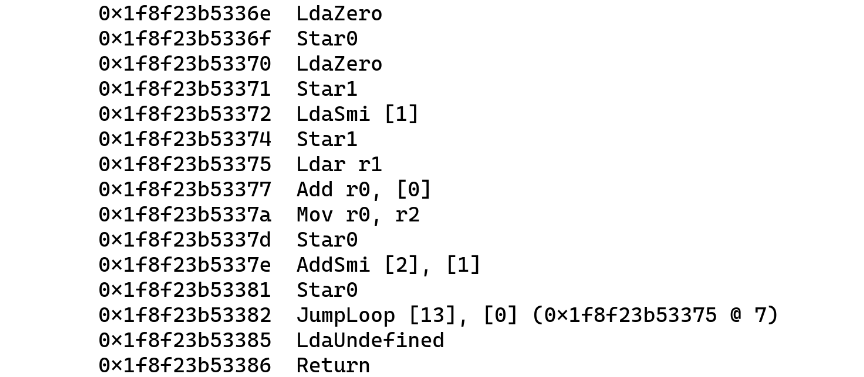 0x1f8f23b5336e LdaZero
0x1f8f23b5336f Star0
0x1f8f23b53370 LdaZero
0x1f8f23b53371 Star1
0x1f8f23b53372 LdaSmi [1]
0x1f8f23b53374 Star1
0x1f8f23b53375 Ldar r1
0x1f8f23b53377 Add r0, [0]
0x1f8f23b5337a Mov r0, r2
0x1f8f23b5337d Star0
0x1f8f23b5337e AddSmi [2], [1]
0x1f8f23b53381 Star0
0x1f8f23b53382 JumpLoop [13], [0] (0x1f8f23b53375 @ 7)
0x1f8f23b53385 LdaUndefined
0x1f8f23b53386 Return